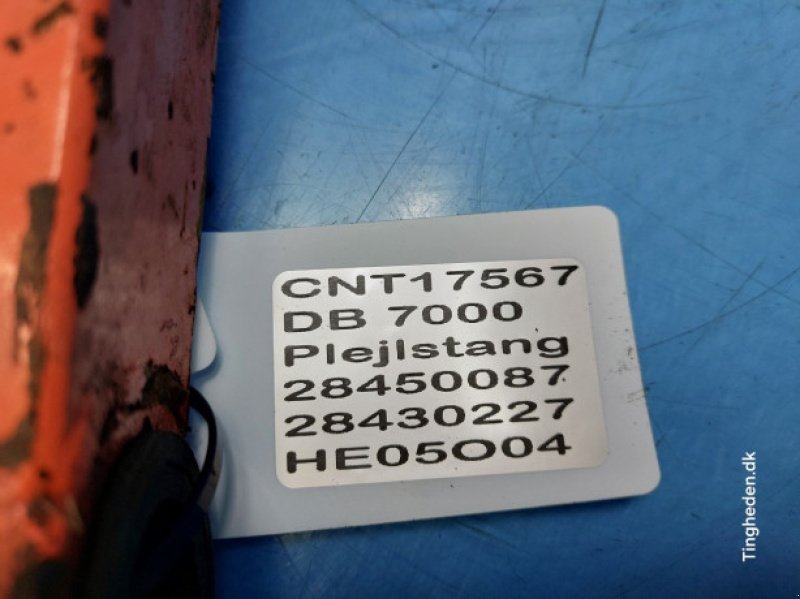 CNT17567
DB 7000
Plejlstang
28450087
28430227
HE05O04
Tingheden.dk